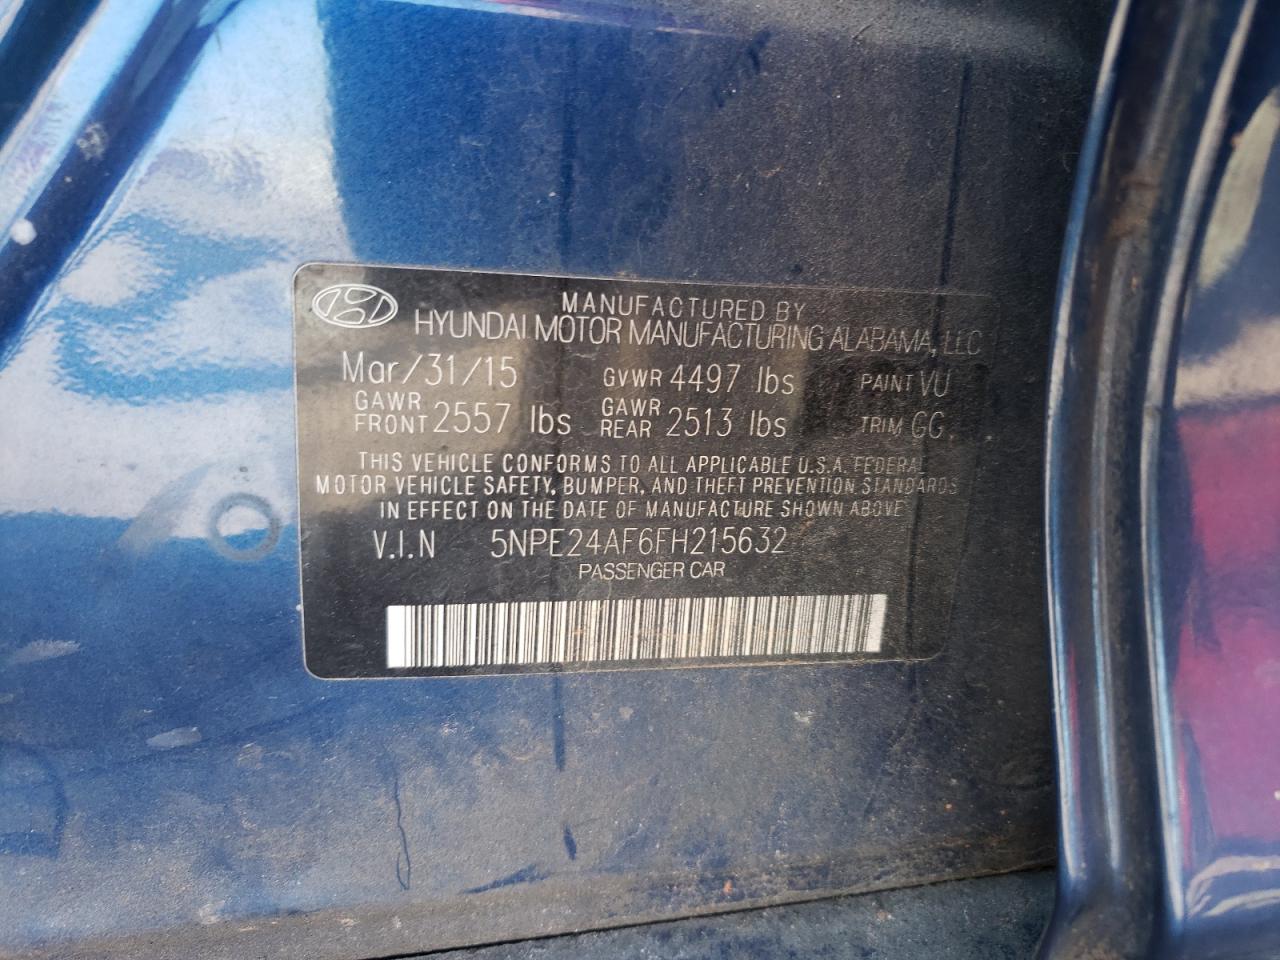 MANUFACTURED BY
HYUNDAI MOTOR MANUFACTURING ALABAMA, LLC
Mar/31/15 GVWR 4497 lbs PAINT VU
GAWR FRONT 2557 lbs GAWR REAR 2513 lbs TRIM GG
THIS VEHICLE CONFORMS TO ALL APPLICABLE U.S.A. FEDERAL
MOTOR VEHICLE SAFETY, BUMPER, AND THEFT PREVENTION STANDARDS
IN EFFECT ON THE DATE OF MANUFACTURE SHOWN ABOVE
V.I.N 5NPE24AF6FH215632
PASSENGER CAR